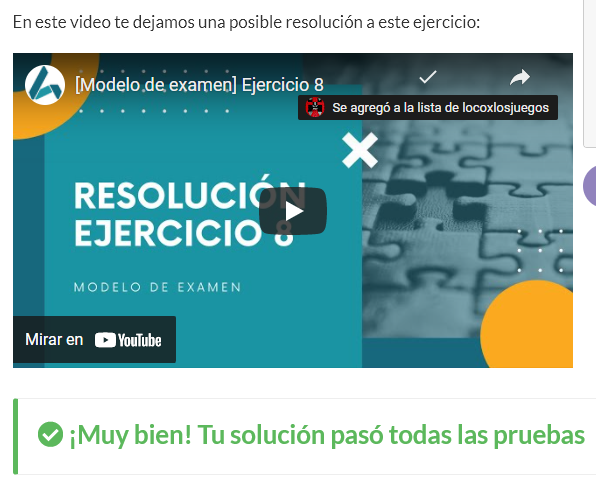 En este video te dejamos una posible resolución a este ejercicio:
[Modelo de examen] Ejercicio 8
Se agregó a la lista de locoxlosjuegos
RESOLUCIÓN
EJERCICIO 8
MODELO DE EXAMEN
Mirar en YouTube
¡Muy bien! Tu solución pasó todas las pruebas